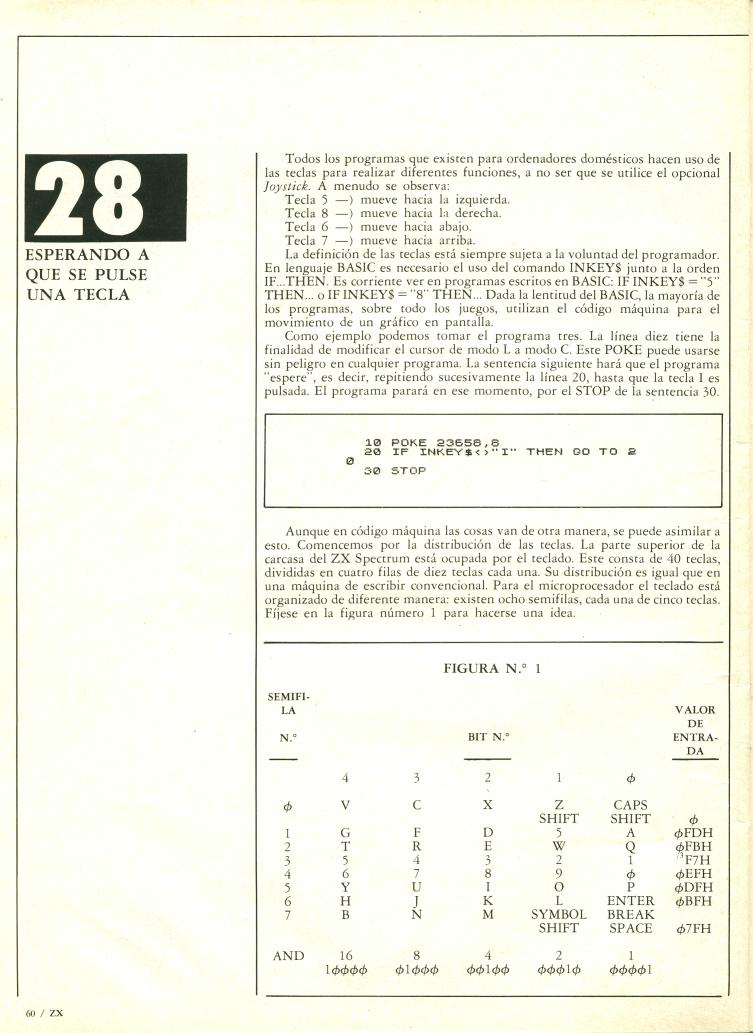 28
ESPERANDO A
QUE SE PULSE
UNA TECLA
Todos los programas que existen para ordenadores domésticos hacen uso de
las teclas para realizar diferentes funciones, a no ser que se utilice el opcional
Joystick. A menudo se observa:
Tecla 5 —) mueve hacia la izquierda.
Tecla 8 —) mueve hacia la derecha.
Tecla 6 —) mueve hacia abajo.
Tecla 7 —) mueve hacia arriba.
La definición de las teclas está siempre sujeta a la voluntad del programador.
En lenguaje BASIC es necesario el uso del comando INKEY$ junto a la orden
IF...THEN. Es corriente ver en programas escritos en BASIC: IF INKEY$ = "5"
THEN... o IF INKEY$ = "8" THEN... Dada la lentitud del BASIC, la mayoría de
los programas, sobre todo los juegos, utilizan el código máquina para el
movimiento de un gráfico en pantalla.
Como ejemplo podemos tomar el programa tres. La línea diez tiene la
finalidad de modificar el cursor de modo L a modo C. Este POKE puede usarse
sin peligro en cualquier programa. La sentencia siguiente hará que el programa
"espere", es decir, repitiendo sucesivamente la línea 20, hasta que la tecla I es
pulsada. El programa parará en ese momento, por el STOP de la sentencia 30.
10 POKE 23658,8
20 IF INKEY$<>"I" THEN GO TO 2
0
30 STOP
Aunque en código máquina las cosas van de otra manera, se puede asimilar a
esto. Comencemos por la distribución de las teclas. La parte superior de la
carcasa del ZX Spectrum está ocupada por el teclado. Este consta de 40 teclas,
divididas en cuatro filas de diez teclas cada una. Su distribución es igual que en
una máquina de escribir convencional. Para el microprocesador el teclado está
organizado de diferente manera: existen ocho semifilas, cada una de cinco teclas.
Fíjese en la figura número 1 para hacerse una idea.
FIGURA N.° 1
SEMIFI-
LA VALOR
DE
N.° BIT N.° ENTRA-
DA
4 3 2 1 ϕ
ϕ V C X Z CAPS
SHIFT SHIFT ϕ
1 G F D 5 A ϕFDH
2 T R E W Q ϕFBH
3 5 4 3 2 1 F7H
4 6 7 8 9 ϕ ϕEFH
5 Y U I O P ϕDFH
6 H J K L ENTER ϕBFH
7 B N M SYMBOL BREAK
SHIFT SPACE ϕ7FH
AND 16 8 4 2 1
1ϕϕϕϕ ϕ1ϕϕϕ ϕϕ1ϕϕ ϕϕϕ1ϕ ϕϕϕϕ1
60 / ZX